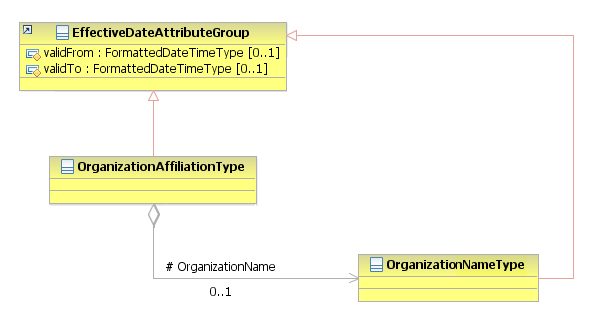 EffectiveDateAttributeGroup
validFrom : FormattedDateTimeType [0..1]
validTo : FormattedDateTimeType [0..1]
OrganizationAffiliationType
# OrganizationName
0..1
OrganizationNameType